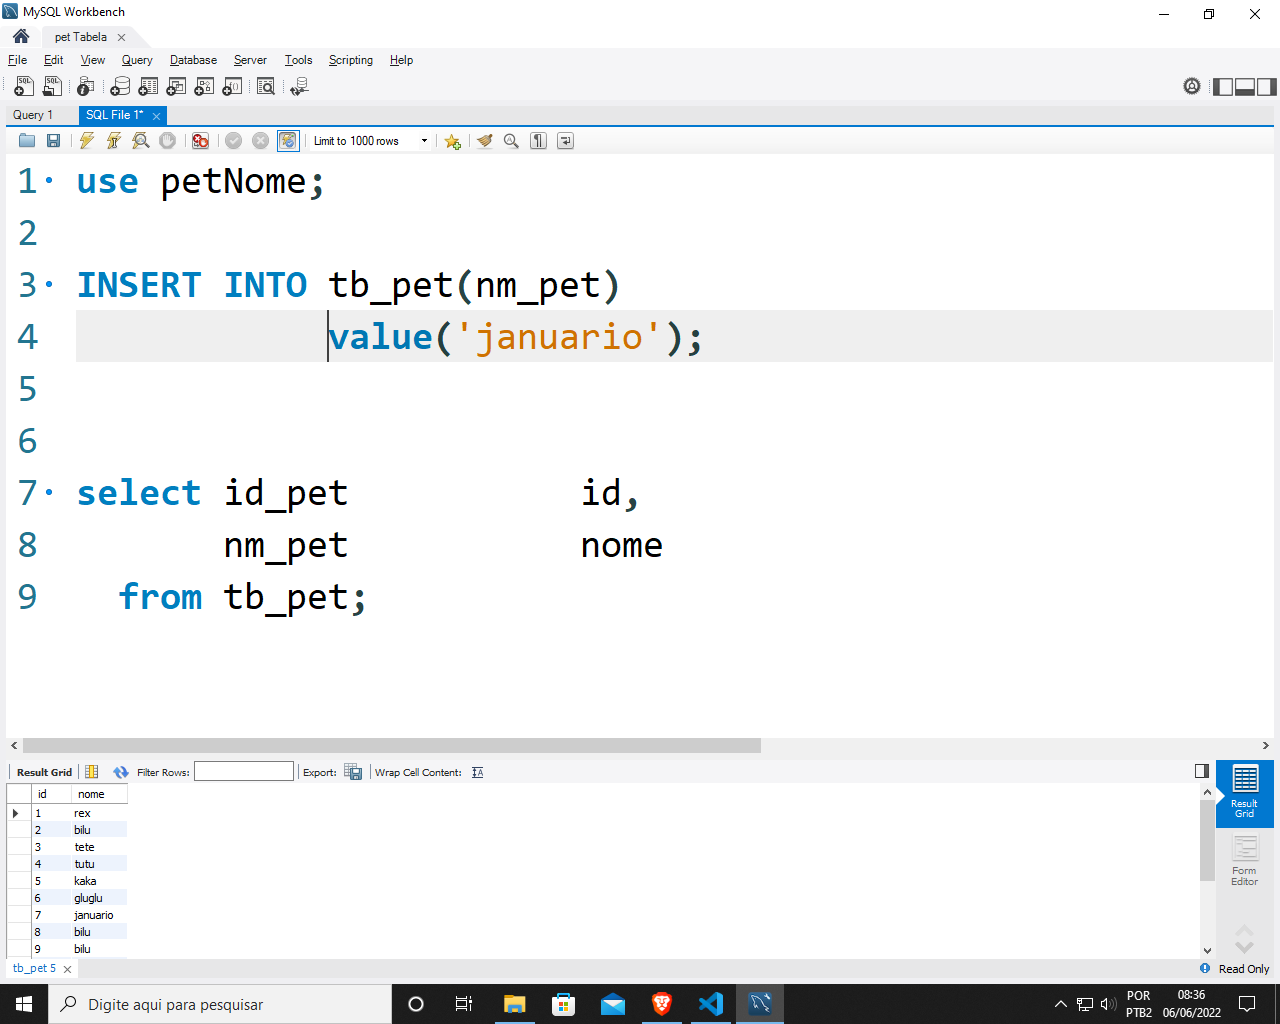 MySQL Workbench
pet Tabela
File Edit View Query Database Server Tools Scripting Help
Query 1 SQL File 1*
Limit to 1000 rows
1 use petNome;
2
3 INSERT INTO tb_pet(nm_pet)
4 value('januario');
5
6
7 select id_pet id,
8 nm_pet nome
9 from tb_pet;
Result Grid Filter Rows: Export: Wrap Cell Content:
id nome
1 rex
2 bilu
3 tete
4 tutu
5 kaka
6 gluglu
7 januario
8 bilu
9 bilu
Result
Grid
Form
Editor
tb_pet 5 Read Only
Digite aqui para pesquisar
POR
PTB2
08:36
06/06/2022